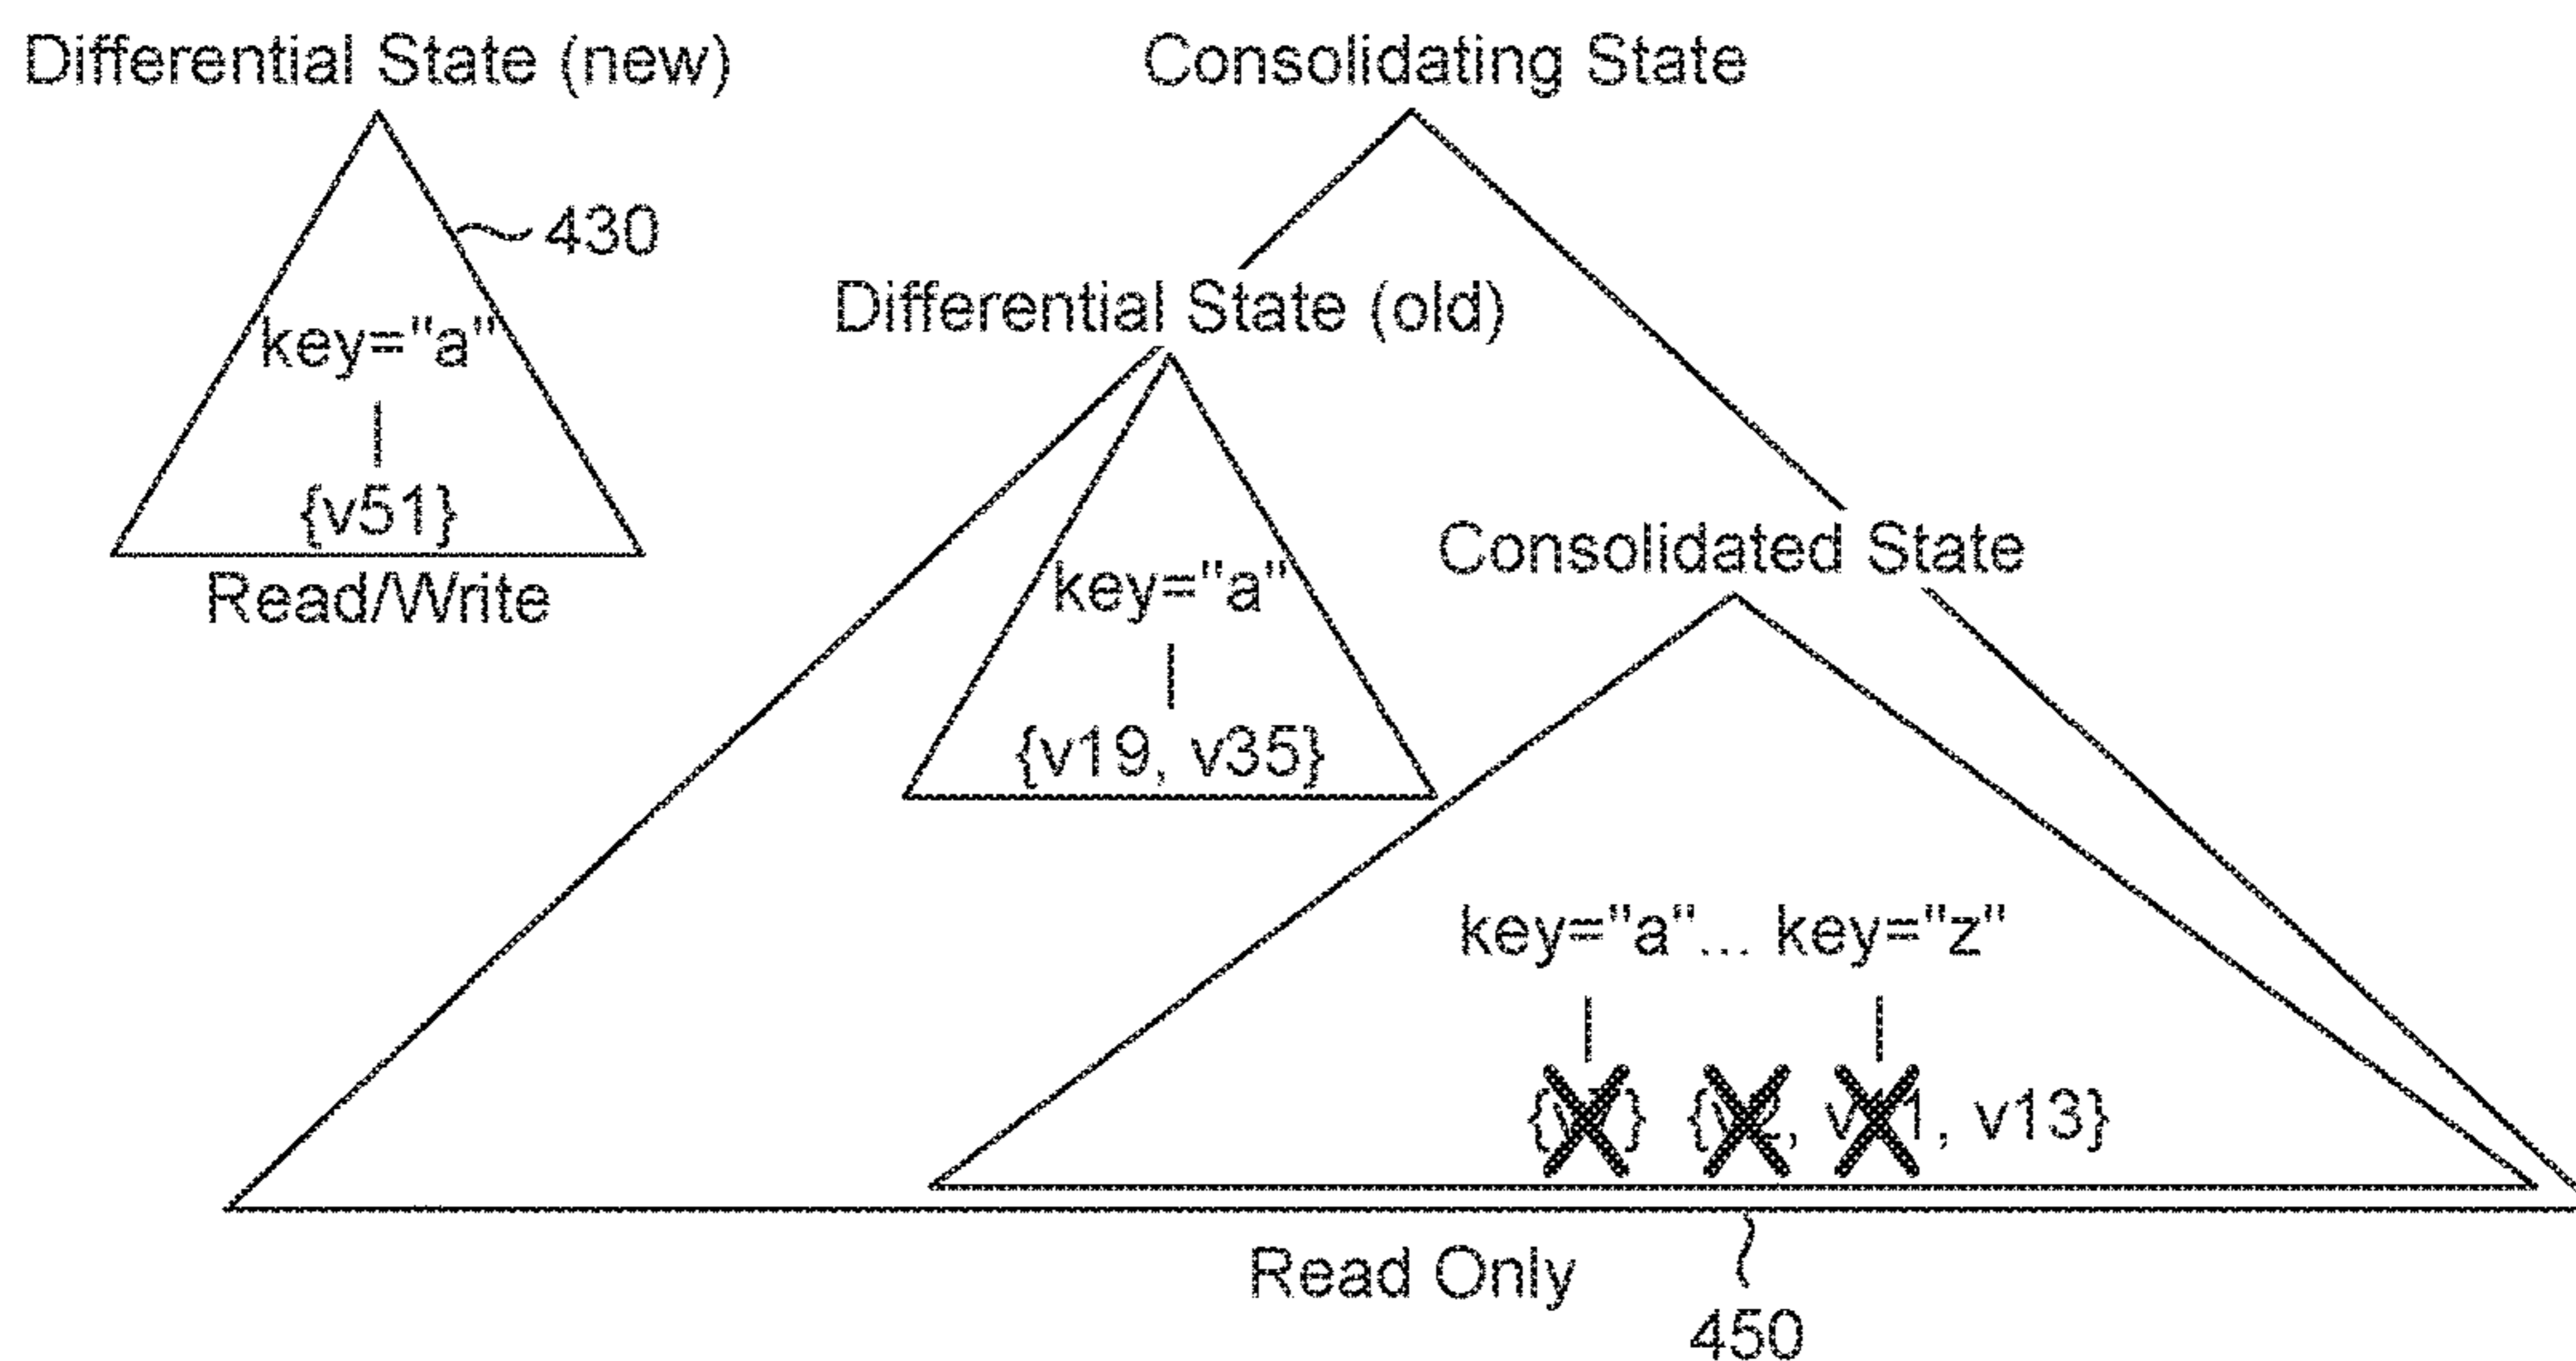 Differential State (new)
430
key="a"
{v51}
Read/Write
Consolidating State
Differential State (old)
key="a"
{v19, v35}
Consolidated State
key="a"... key="z"
v13}
Read Only
450